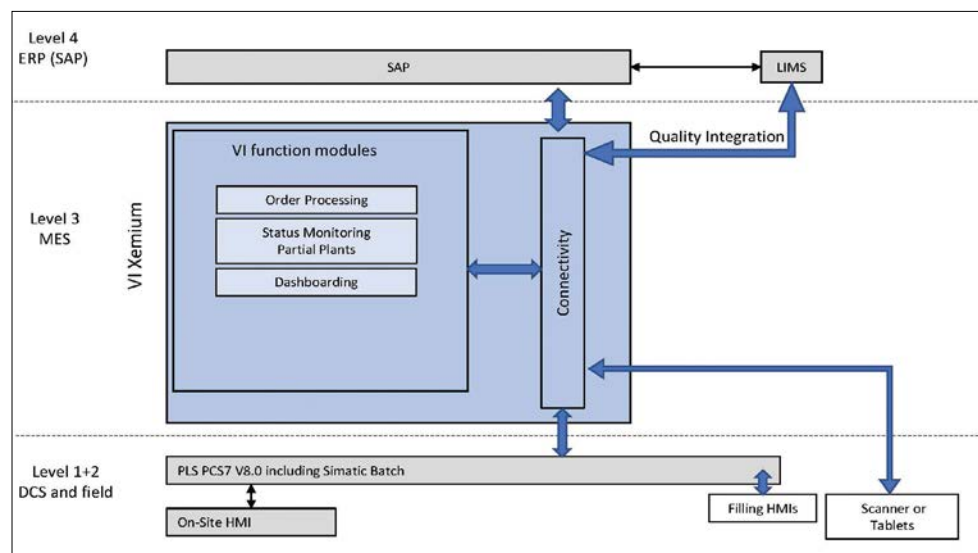 Level 4
ERP (SAP)
SAP
LIMS
Quality Integration
Level 3
MES
VI Xemium
VI function modules
Order Processing
Status Monitoring
Partial Plants
Dashboarding
Connectivity
Level 1+2
DCS and field
PLS PCS7 V8.0 including Simatic Batch
On-Site HMI
Filling HMIs
Scanner or
Tablets